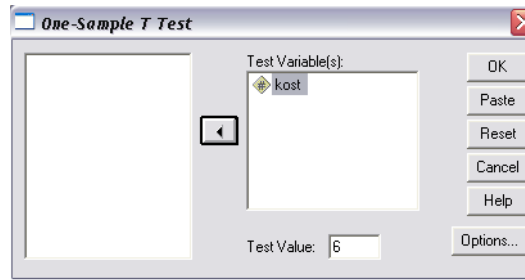 One-Sample T Test
Test Variable(s):
# kost
Test Value: 6
OK
Paste
Reset
Cancel
Help
Options...